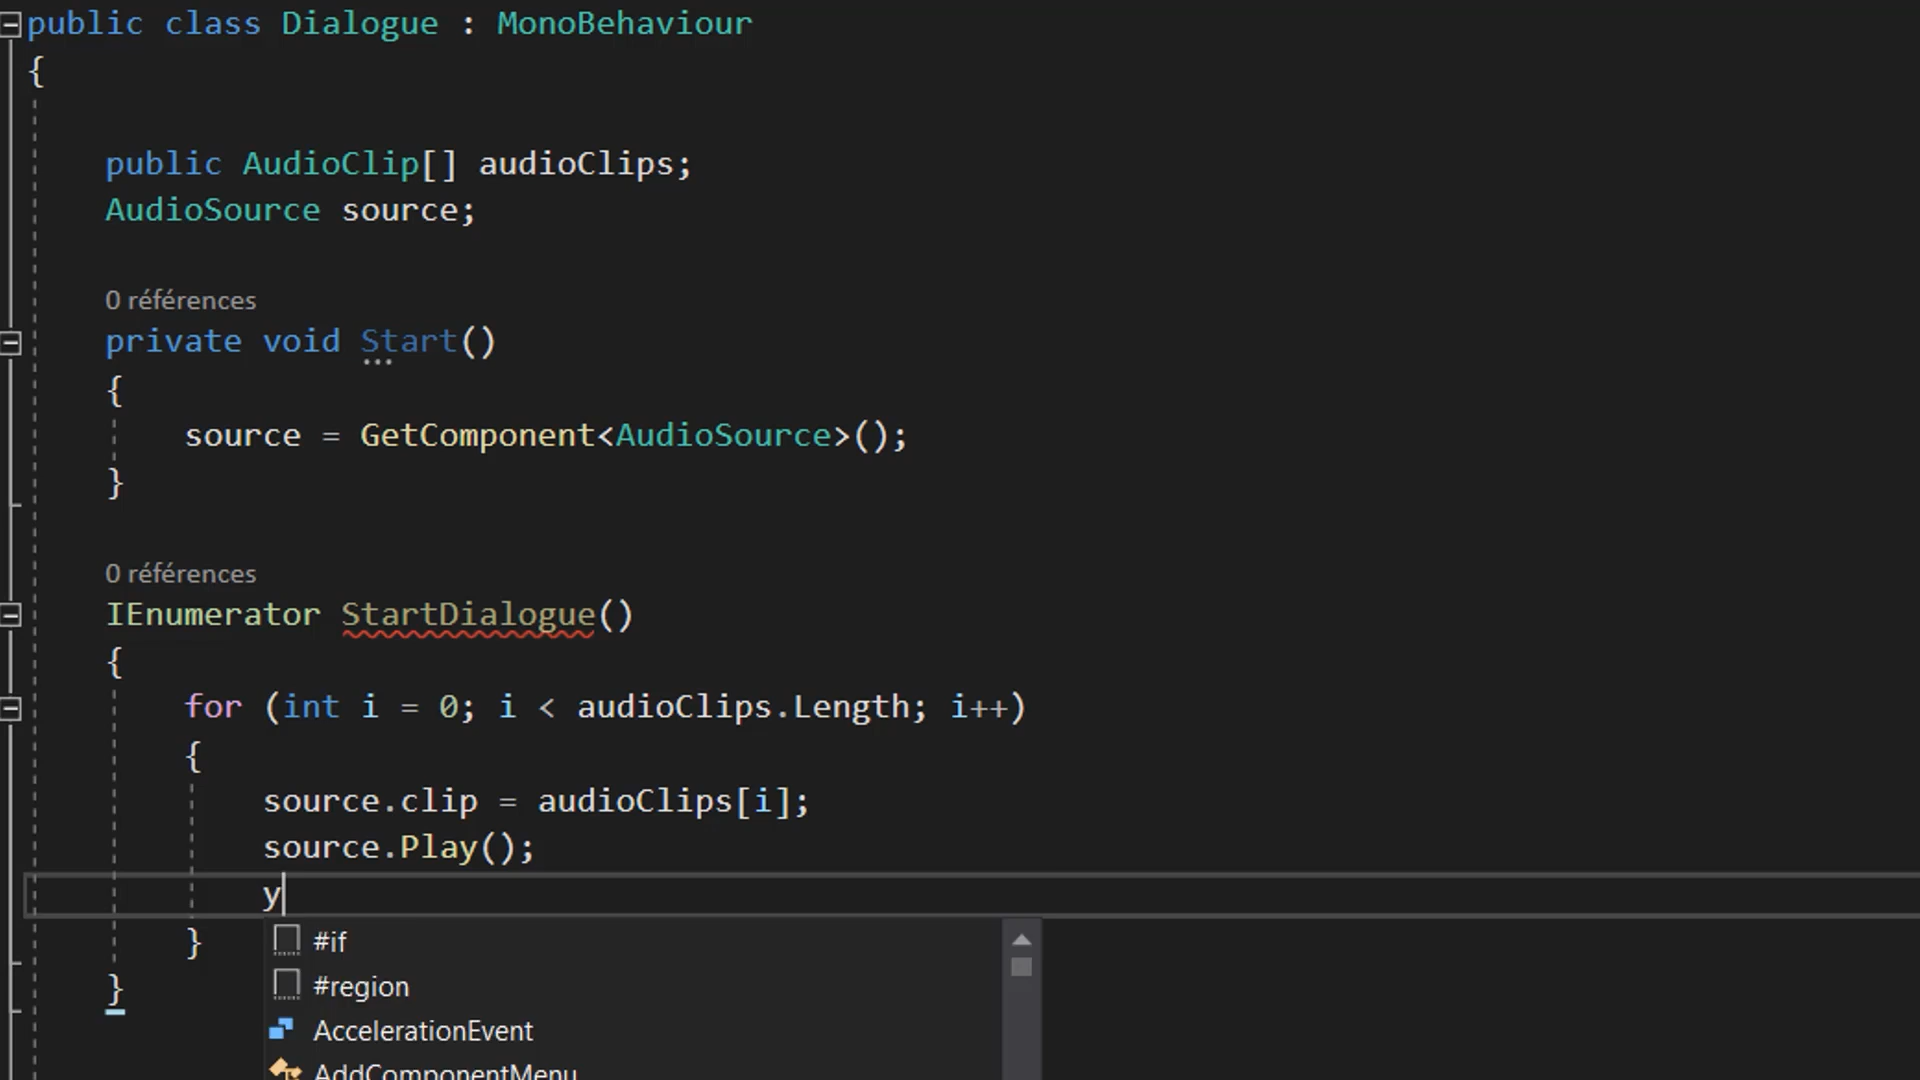 public class Dialogue : MonoBehaviour
{
public AudioClip[] audioClips;
AudioSource source;
0 références
private void Start()
{
source = GetComponent<AudioSource>();
}
0 références
IEnumerator StartDialogue()
{
for (int i = 0; i < audioClips.Length; i++)
{
source.clip = audioClips[i];
source.Play();
y
}
}
#if
#region
AccelerationEvent
AddComponentMenu